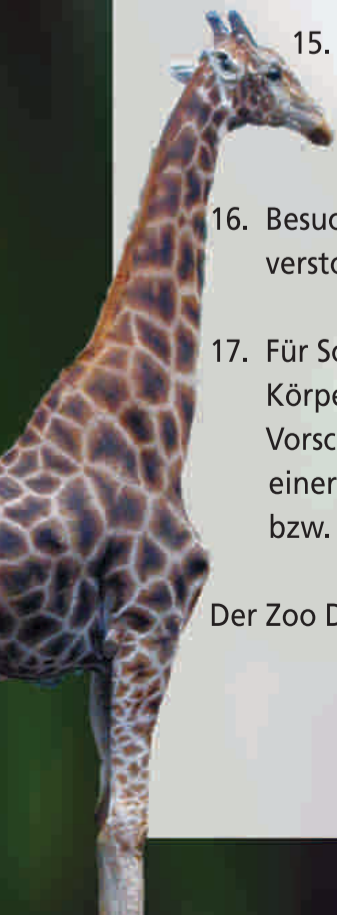 15.
16. Besuc
versto
17. Für Sc
Körpe
Vorsc
einer
bzw.
Der Zoo D